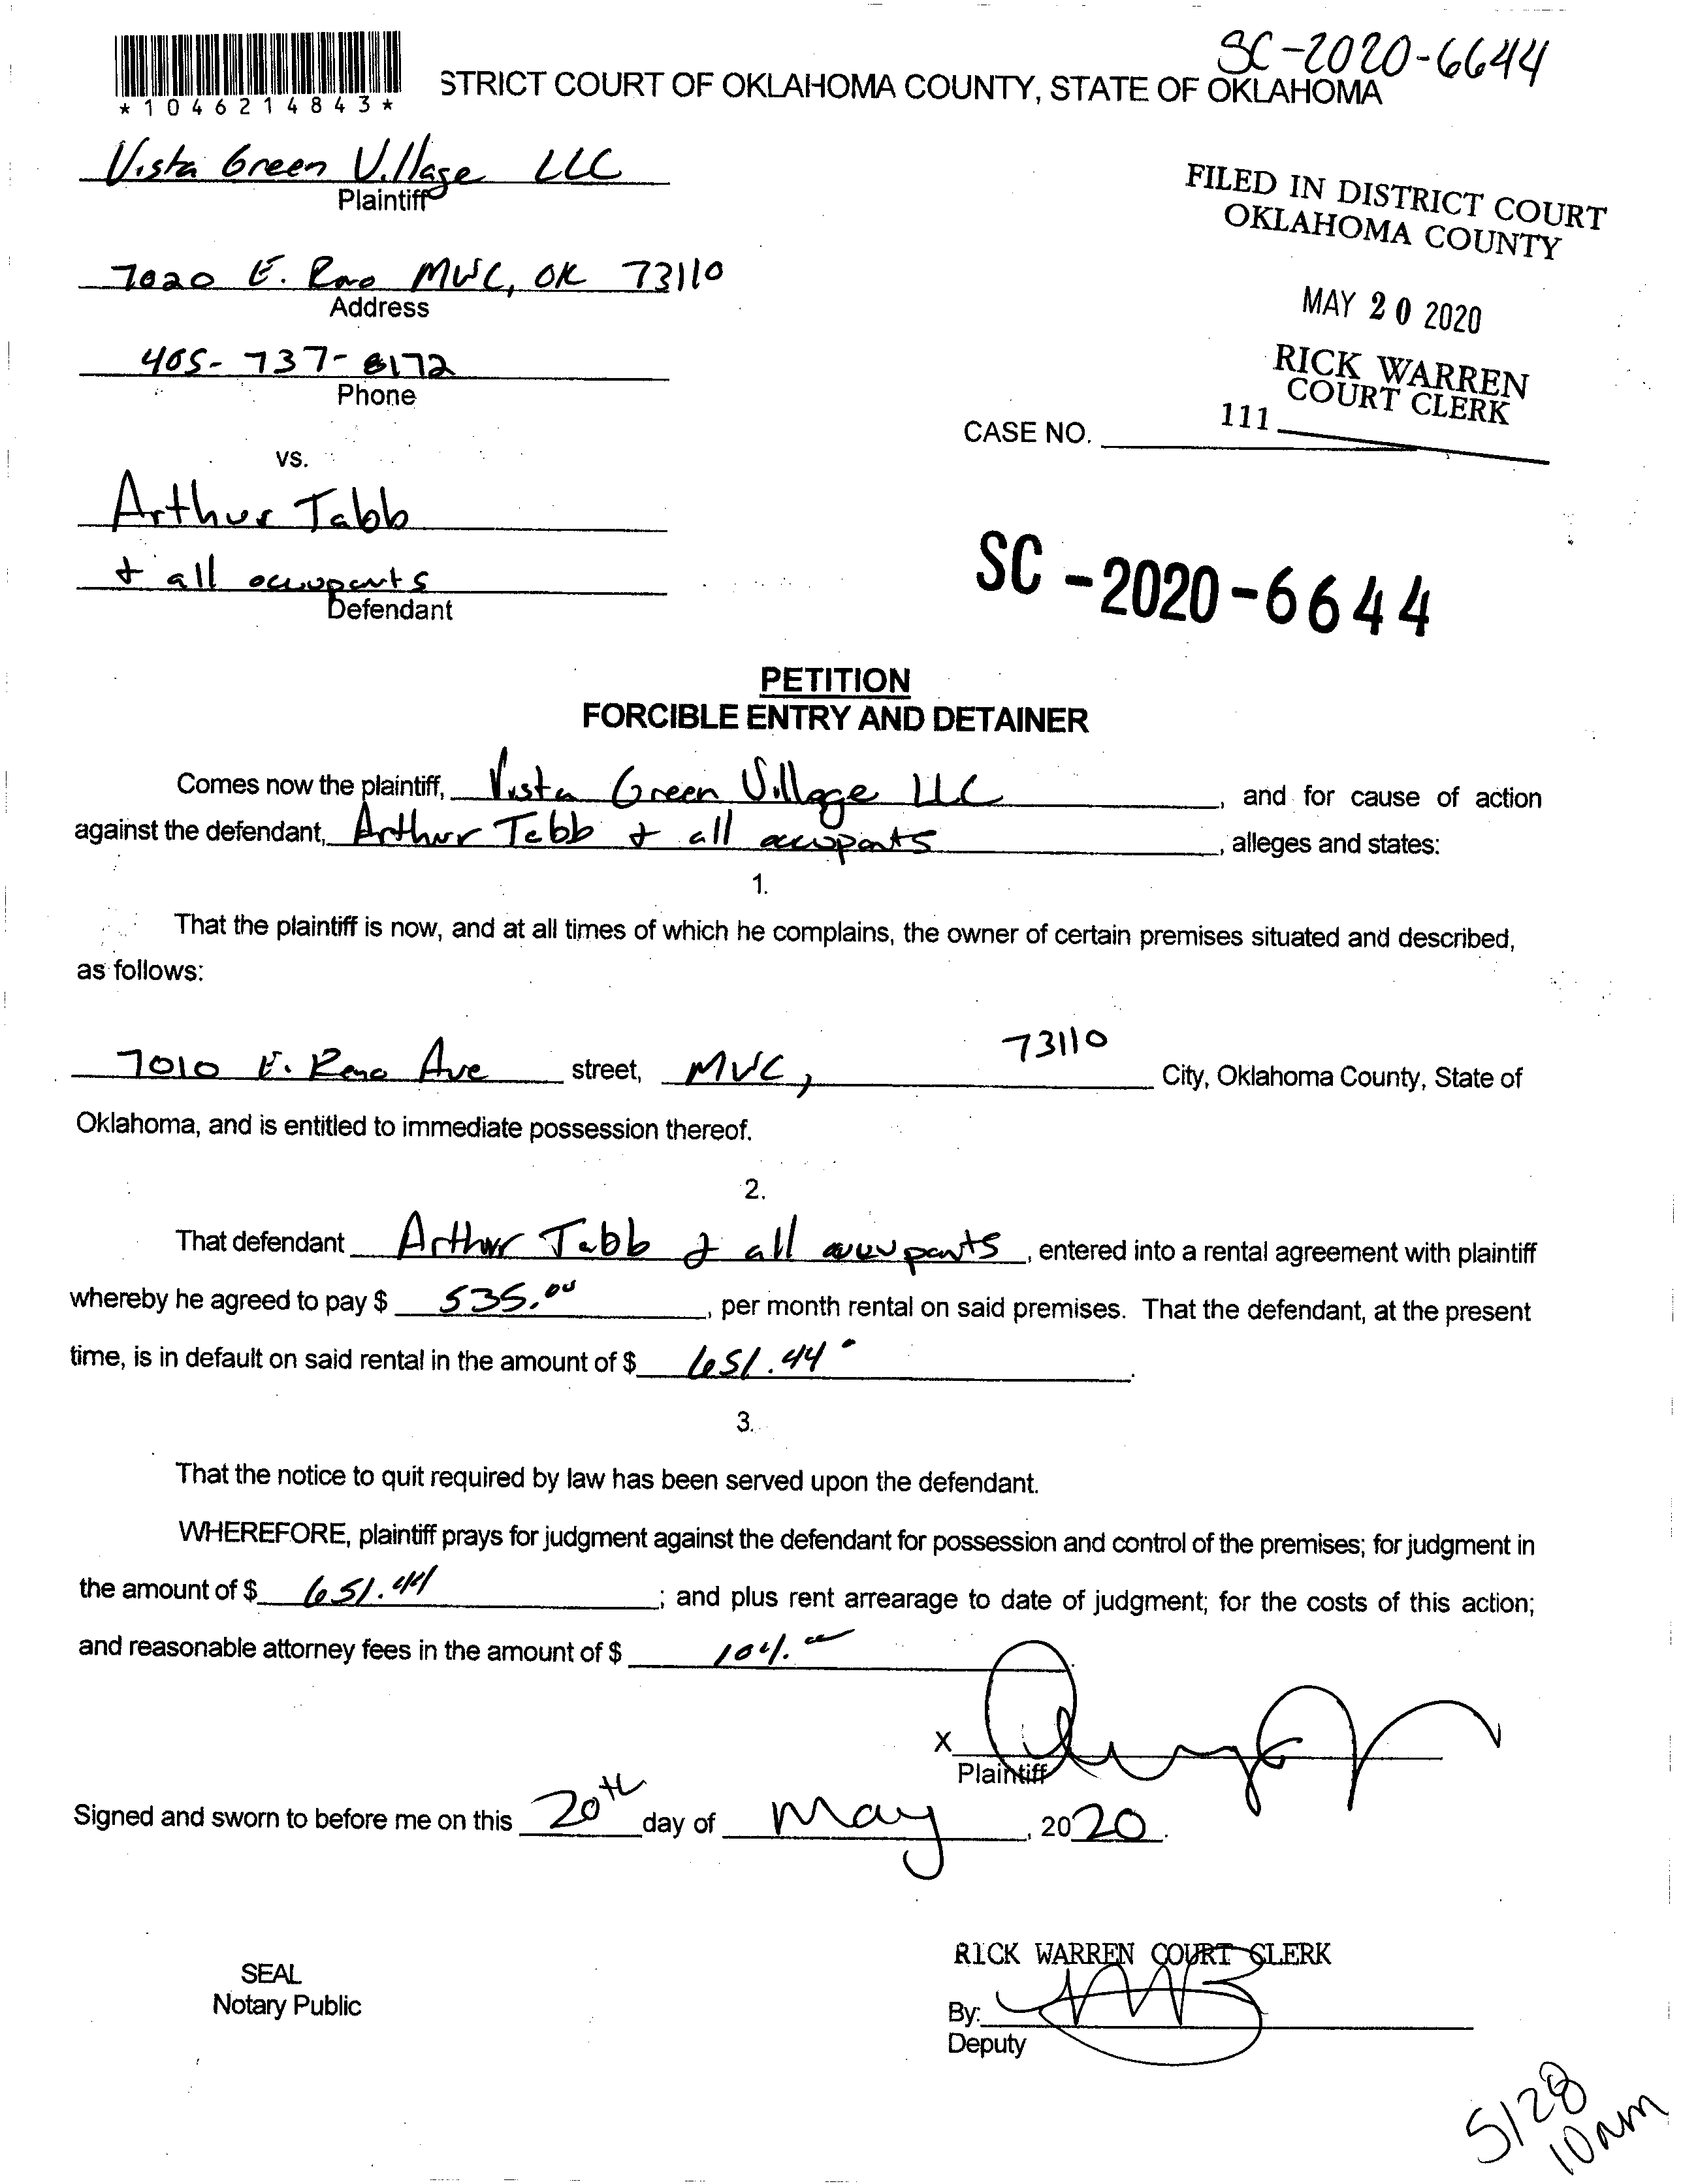 SC-2020-6644
*1046214843*
STRICT COURT OF OKLAHOMA COUNTY, STATE OF OKLAHOMA
Vista Green Village LLC
Plaintiff
FILED IN DISTRICT COURT
OKLAHOMA COUNTY
7020 E. Reno MWC, OK 73110
Address
MAY 20 2020
405-737-8172
Phone
RICK WARREN
COURT CLERK
111
CASE NO.
vs.
Arthur Tabb
+ all occupants
Defendant
SC-2020-6644
PETITION
FORCIBLE ENTRY AND DETAINER
Comes now the plaintiff, Vista Green Village LLC, and for cause of action
against the defendant, Arthur Tabb + all occupants, alleges and states:
1.
That the plaintiff is now, and at all times of which he complains, the owner of certain premises situated and described,
as follows:
7010 E. Reno Ave street, MWC, 73110 City, Oklahoma County, State of
Oklahoma, and is entitled to immediate possession thereof.
2.
That defendant Arthur Tabb + all occupants, entered into a rental agreement with plaintiff
whereby he agreed to pay $ 535.00, per month rental on said premises. That the defendant, at the present
time, is in default on said rental in the amount of $ 651.44.
3.
That the notice to quit required by law has been served upon the defendant.
WHEREFORE, plaintiff prays for judgment against the defendant for possession and control of the premises; for judgment in
the amount of $ 651.44; and plus rent arrearage to date of judgment; for the costs of this action;
and reasonable attorney fees in the amount of $ 104.00.
X
Plaintiff
Signed and sworn to before me on this 20th day of May, 2020.
RICK WARREN COURT CLERK
SEAL
Notary Public
By:
Deputy
5/28
10am